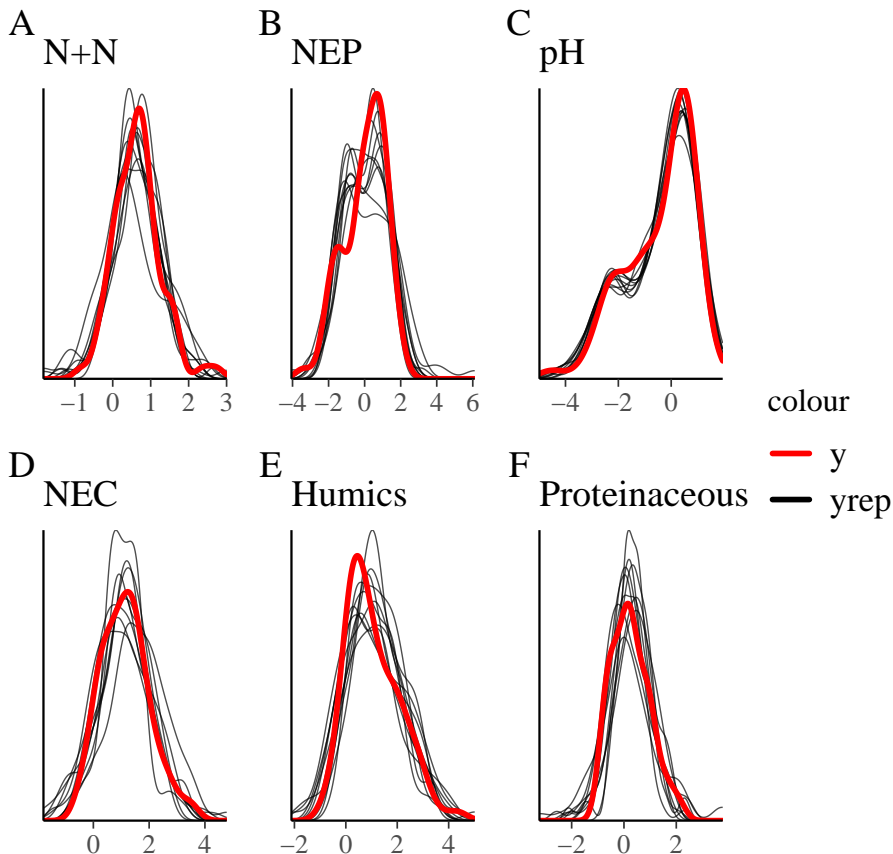 A
N+N
B
NEP
C
pH
−1 0 1 2 3
−4 −2 0 2 4 6
−4 −2 0
colour
y
yrep
D
NEC
E
Humics
F
Proteinaceous
0 2 4
−2 0 2 4
−2 0 2